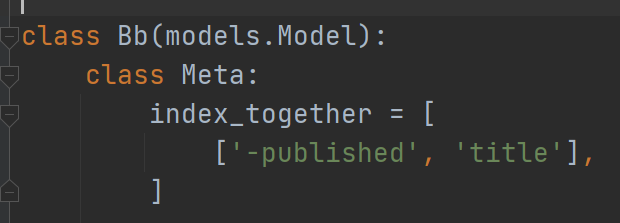 class Bb(models.Model):
    class Meta:
        index_together = [
            ['-published', 'title'],
        ]